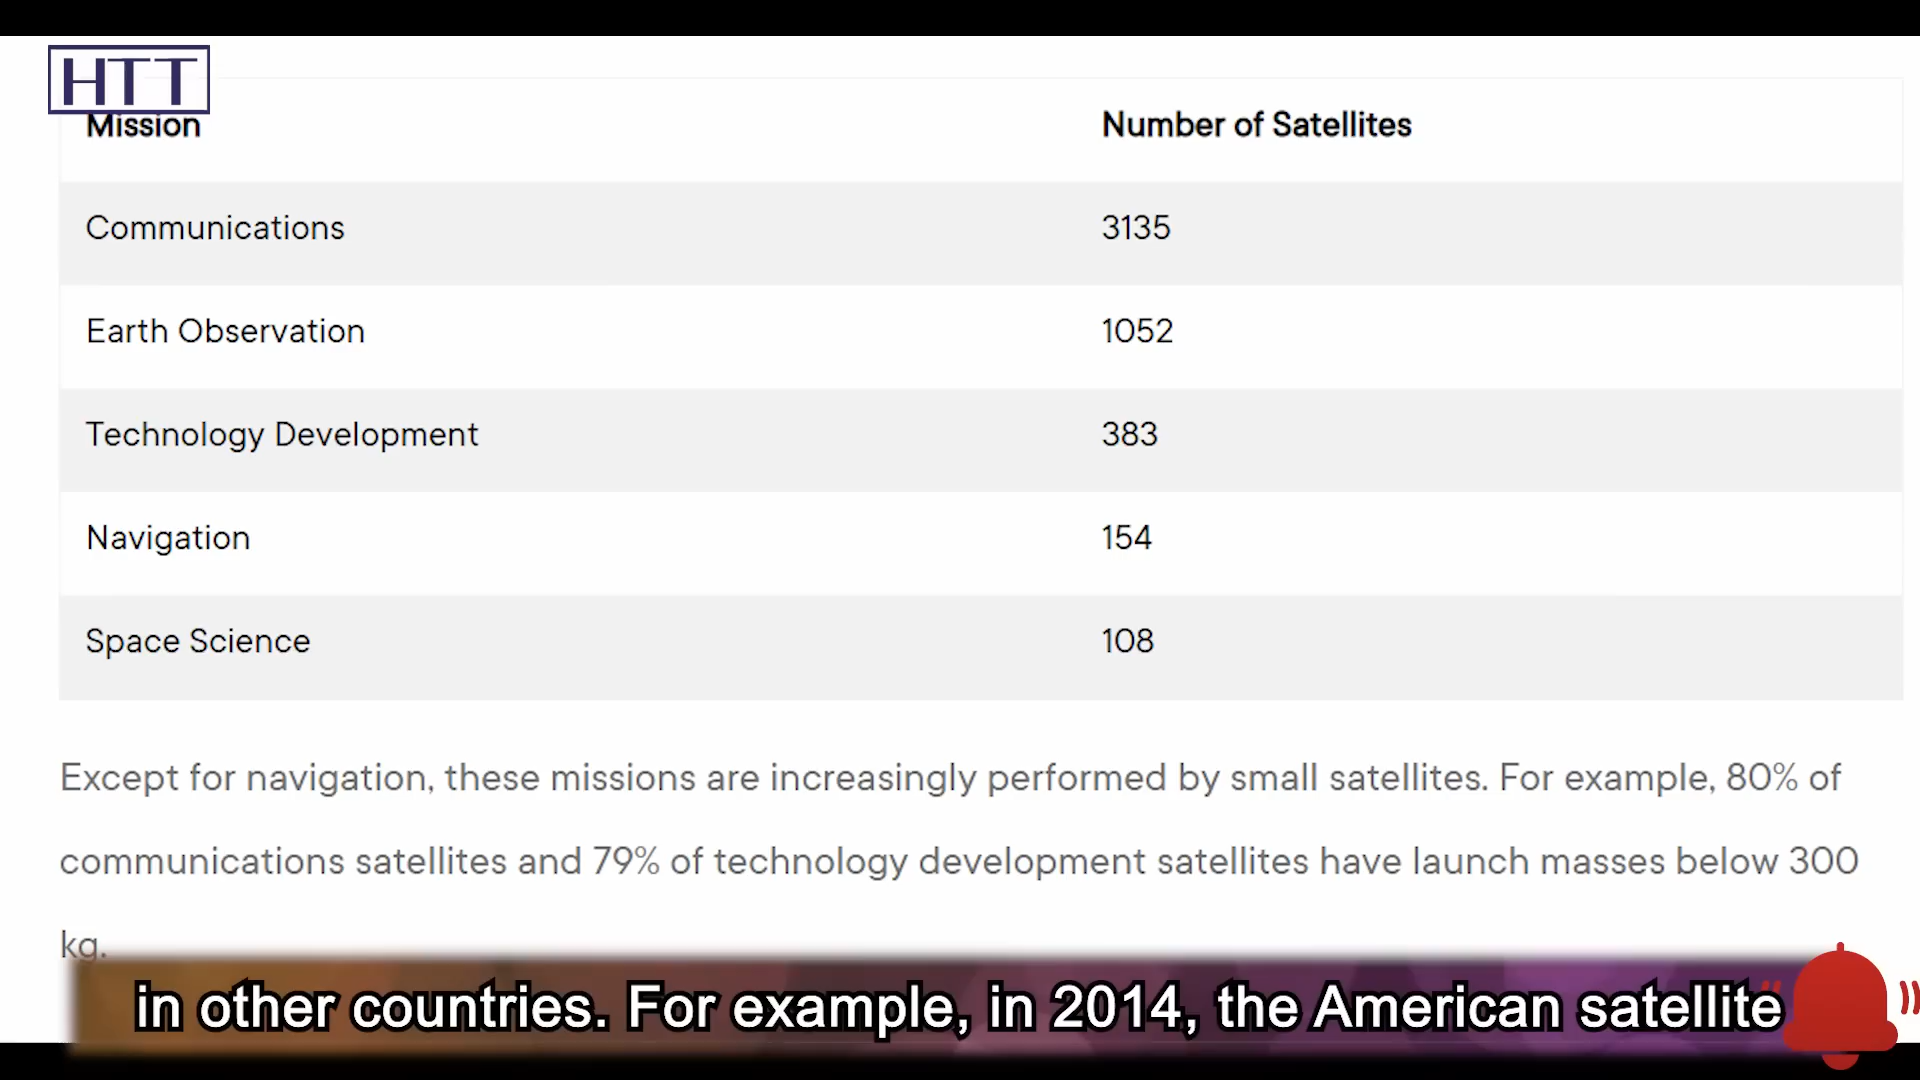 HTT
Mission Number of Satellites
Communications 3135
Earth Observation 1052
Technology Development 383
Navigation 154
Space Science 108
Except for navigation, these missions are increasingly performed by small satellites. For example, 80% of
communications satellites and 79% of technology development satellites have launch masses below 300
kg.
in other countries. For example, in 2014, the American satellite